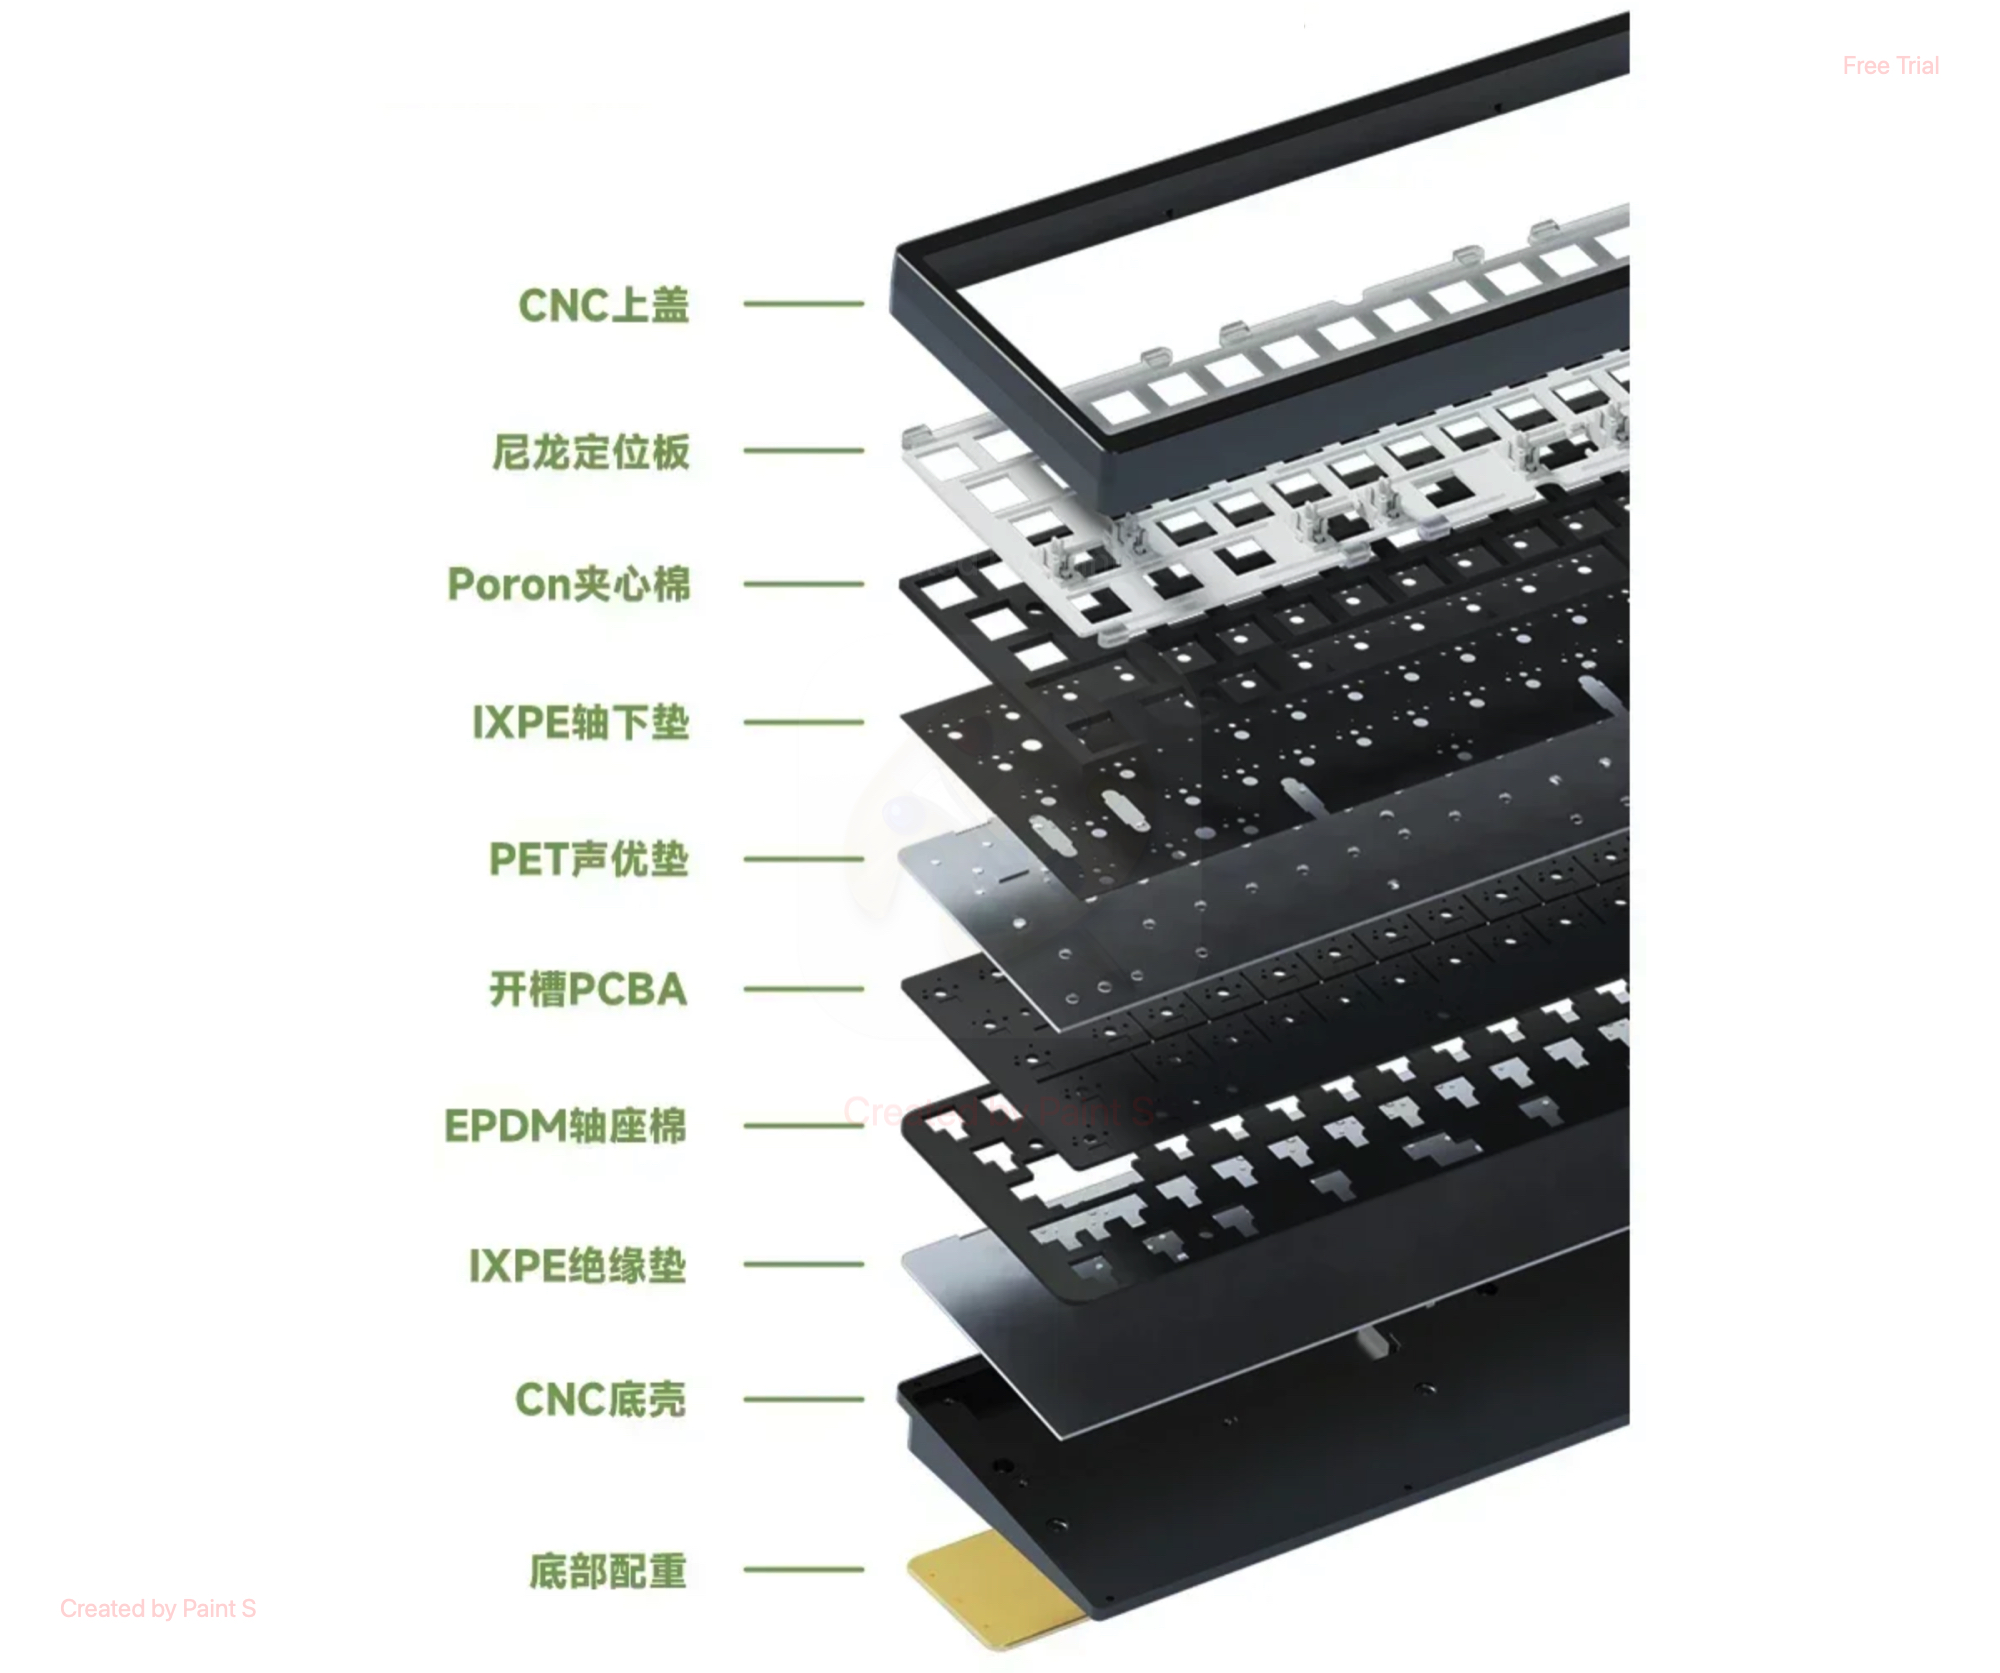 Free Trial
CNC上盖
尼龙定位板
Poron夹心棉
IXPE轴下垫
PET声优垫
开槽PCBA
Created by Paint S
EPDM轴座棉
IXPE绝缘垫
CNC底壳
底部配重
Created by Paint S